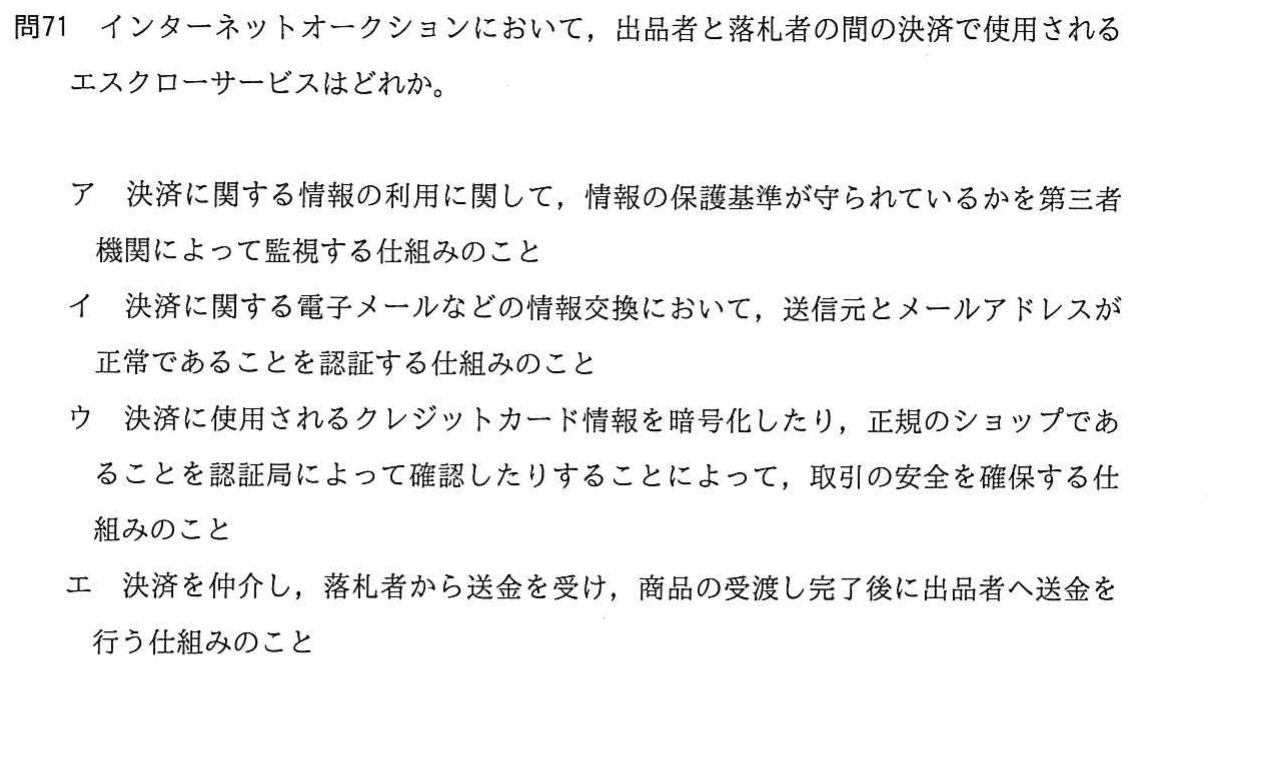 問71　インターネットオークションにおいて，出品者と落札者の間の決済で使用される
エスクローサービスはどれか。
ア　決済に関する情報の利用に関して，情報の保護基準が守られているかを第三者
機関によって監視する仕組みのこと
イ　決済に関する電子メールなどの情報交換において，送信元とメールアドレスが
正常であることを認証する仕組みのこと
ウ　決済に使用されるクレジットカード情報を暗号化したり，正規のショップであ
ることを認証局によって確認したりすることによって，取引の安全を確保する仕
組みのこと
エ　決済を仲介し，落札者から送金を受け，商品の受渡し完了後に出品者へ送金を
行う仕組みのこと